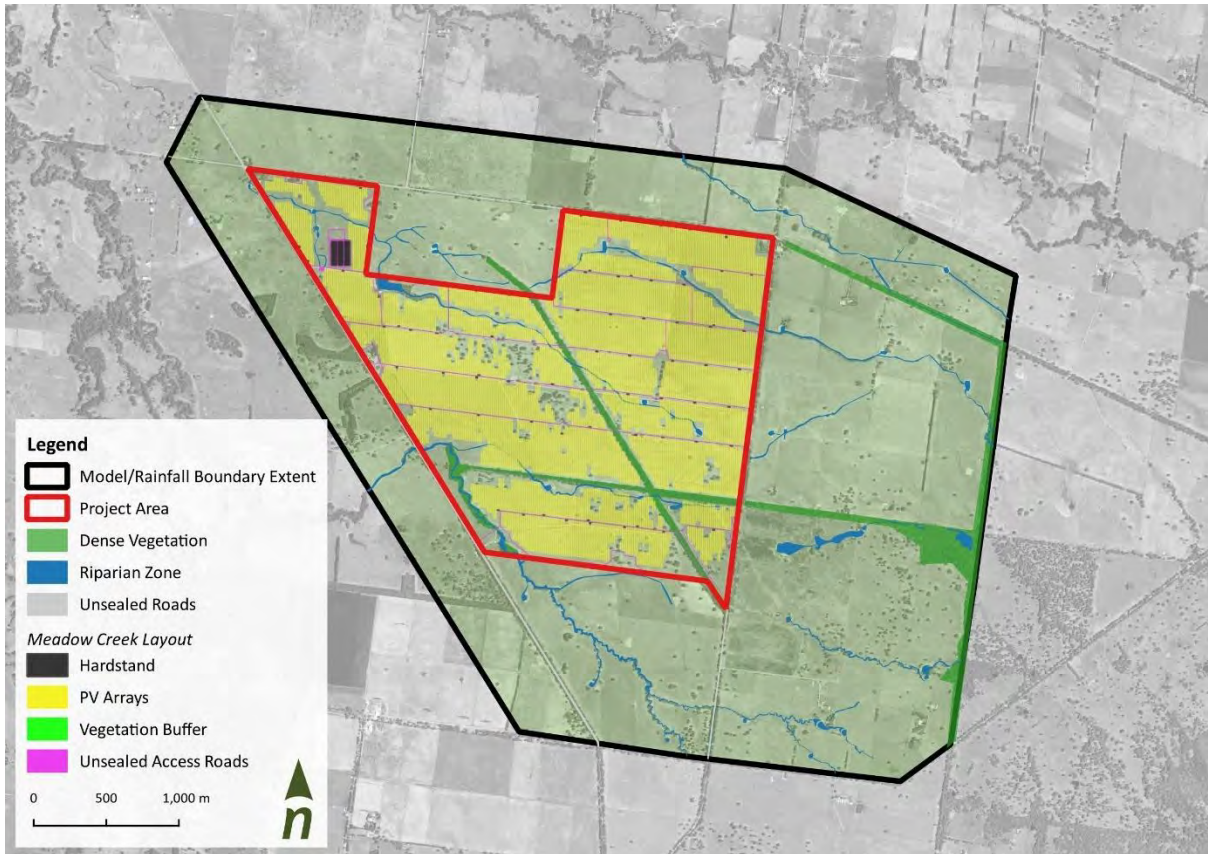 Legend
Model/Rainfall Boundary Extent
Project Area
Dense Vegetation
Riparian Zone
Unsealed Roads
Meadow Creek Layout
Hardstand
PV Arrays
Vegetation Buffer
Unsealed Access Roads
0 500 1,000 m
n